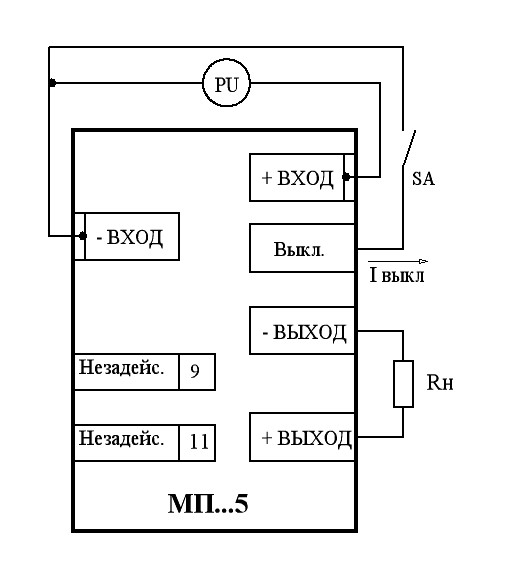 PU
+ ВХОД
SA
- ВХОД
Выкл.
I выкл
- ВЫХОД
Незадейс. 9
Rн
Незадейс. 11
+ ВЫХОД
МП...5